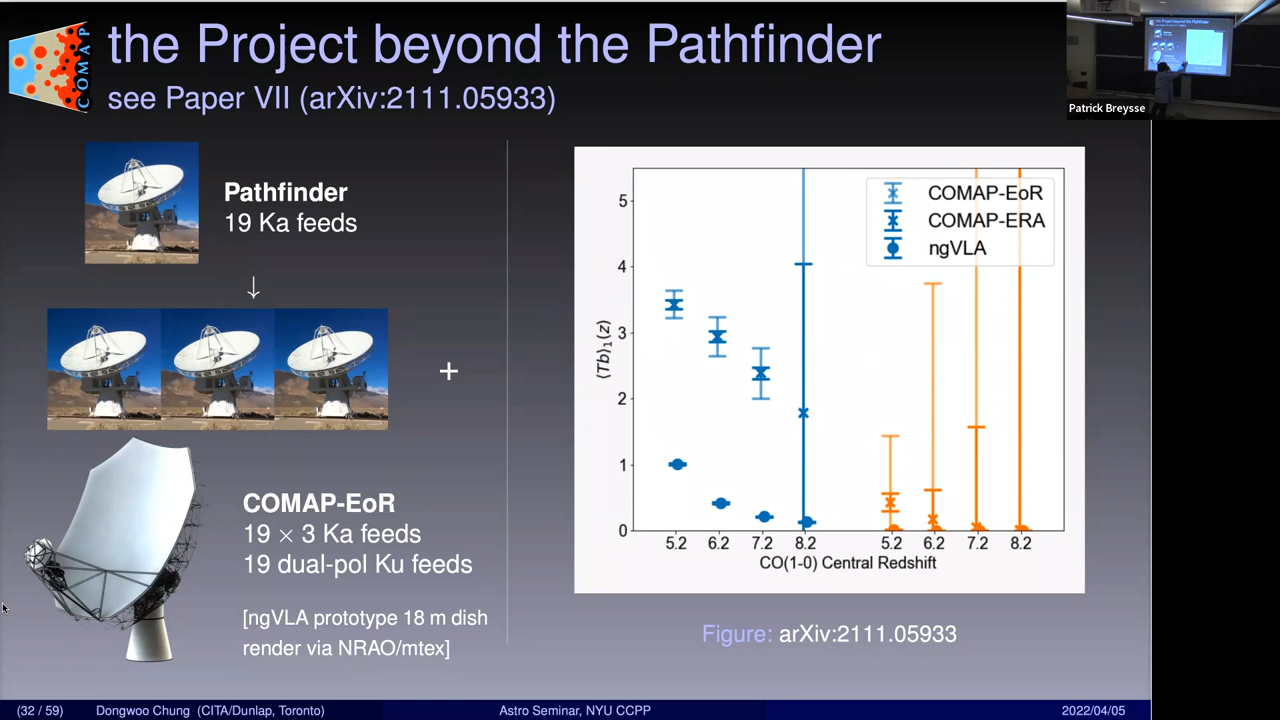 COMAP
the Project beyond the Pathfinder
see Paper VII (arXiv:2111.05933)
Patrick Breysse
Pathfinder
19 Ka feeds
↓
+
COMAP-EoR
19 × 3 Ka feeds
19 dual-pol Ku feeds
[ngVLA prototype 18 m dish
render via NRAO/mtex]
COMAP-EoR
COMAP-ERA
ngVLA
5
4
3
2
1
0
⟨Tb⟩₁(z)
5.2 6.2 7.2 8.2 5.2 6.2 7.2 8.2
CO(1-0) Central Redshift
Figure: arXiv:2111.05933
(32 / 59) Dongwoo Chung (CITA/Dunlap, Toronto) Astro Seminar, NYU CCPP 2022/04/05